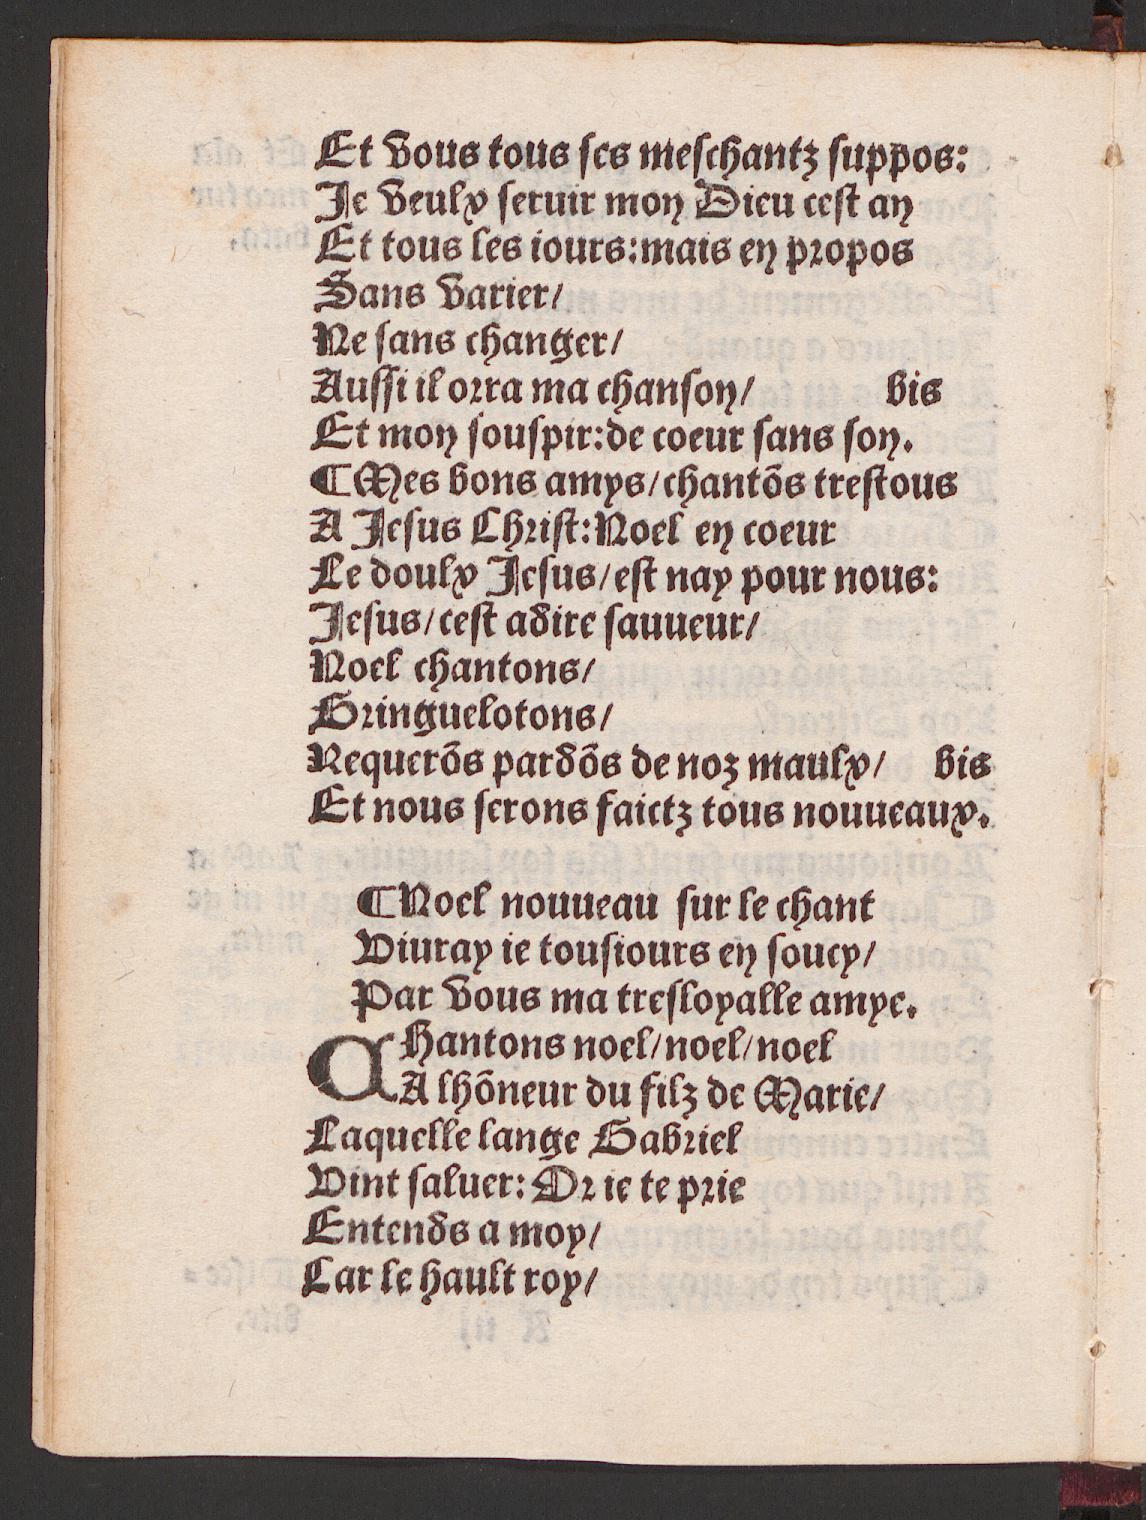 Et vous tous ses meschantz suppos:
Je veulx seruir mon Dieu cest an
Et tous les iours:mais en propos
Sans varier/
Ne sans changer/
Aussi il orra ma chanson/ bis
Et mon souspir:de coeur sans son.
¶Mes bons amys/chantõs trestous
A Jesus Christ:Noel en coeur
Le doulx Jesus/est nay pour nous:
Jesus/cest adire sauueur/
Noel chantons/
Gringuelotons/
Requerõs pardõs de noz maulx/ bis
Et nous serons faictz tous nouueaux.
¶Noel nouueau sur le chant
Viuray ie tousiours en soucy/
Par vous ma tresloyalle amye.
CHantons noel/noel/noel
A lhõneur du filz de Marie/
Laquelle lange Gabriel
Vint saluer:Or ie te prie
Entends a moy/
Car le hault roy/